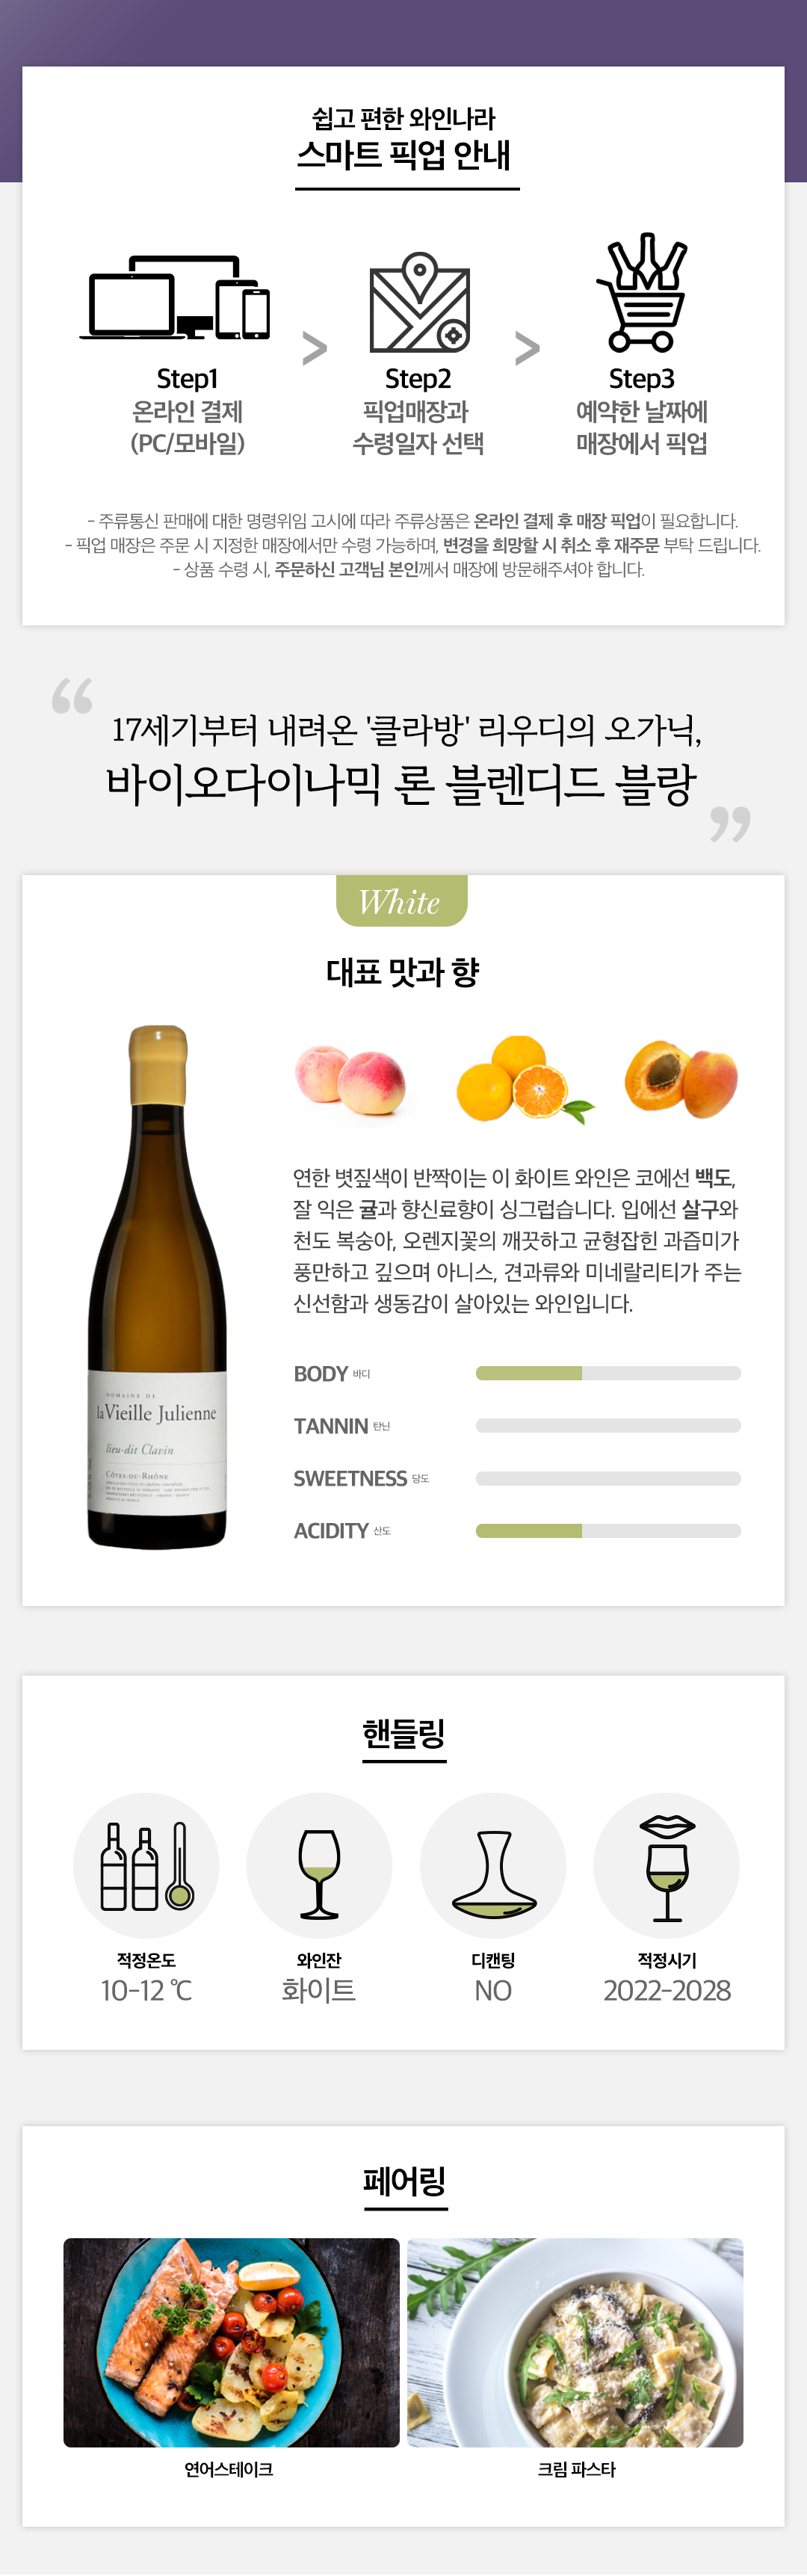 쉽고 편한 와인나라
스마트 픽업 안내
Step1
온라인 결제
(PC/모바일)
>
Step2
픽업매장과
수령일자 선택
>
Step3
예약한 날짜에
매장에서 픽업
- 주류통신 판매에 대한 명령위임 고시에 따라 주류상품은 온라인 결제 후 매장 픽업이 필요합니다.
- 픽업 매장은 주문 시 지정한 매장에서만 수령 가능하며, 변경을 희망할 시 취소 후 재주문 부탁 드립니다.
- 상품 수령 시, 주문하신 고객님 본인께서 매장에 방문해주셔야 합니다.
“
17세기부터 내려온 '클라방' 리우디의 오가닉,
바이오다이나믹 론 블렌디드 블랑
”
White
대표 맛과 향
연한 볏짚색이 반짝이는 이 화이트 와인은 코에선 백도,
잘 익은 귤과 향신료향이 싱그럽습니다. 입에선 살구와
천도 복숭아, 오렌지꽃의 깨끗하고 균형잡힌 과즙미가
풍만하고 깊으며 아니스, 견과류와 미네랄리티가 주는
신선함과 생동감이 살아있는 와인입니다.
DOMAINE DE
la Vieille Julienne
lieu-dit Clavin
CÔTES-DU-RHÔNE
BODY 바디
TANNIN 탄닌
SWEETNESS 당도
ACIDITY 산도
핸들링
적정온도
10-12 ℃
와인잔
화이트
디캔팅
NO
적정시기
2022-2028
페어링
연어스테이크
크림 파스타